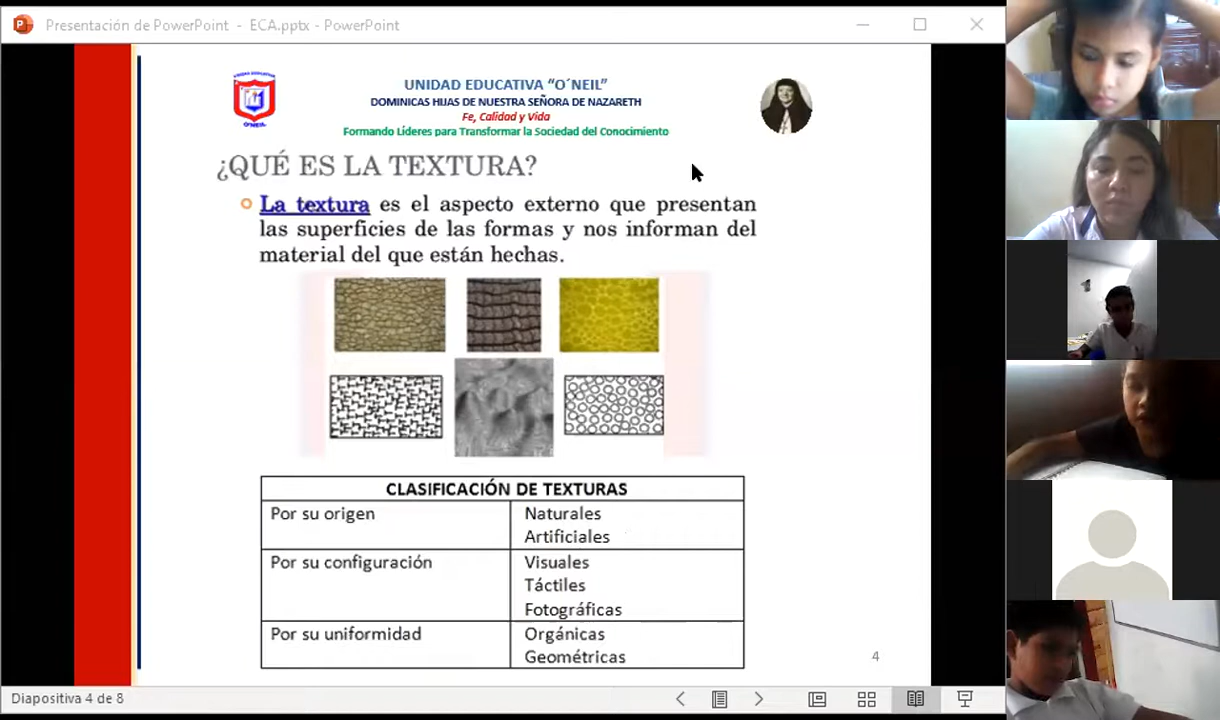 Presentación de PowerPoint - ECA.pptx - PowerPoint
UNIDAD EDUCATIVA
O´NEIL
UNIDAD EDUCATIVA “O´NEIL”
DOMINICAS HIJAS DE NUESTRA SEÑORA DE NAZARETH
Fe, Calidad y Vida
Formando Líderes para Transformar la Sociedad del Conocimiento
¿QUÉ ES LA TEXTURA?
La textura es el aspecto externo que presentan
las superficies de las formas y nos informan del
material del que están hechas.
CLASIFICACIÓN DE TEXTURAS
Por su origen
Naturales
Artificiales
Por su configuración
Visuales
Táctiles
Fotográficas
Por su uniformidad
Orgánicas
Geométricas
4
Diapositiva 4 de 8